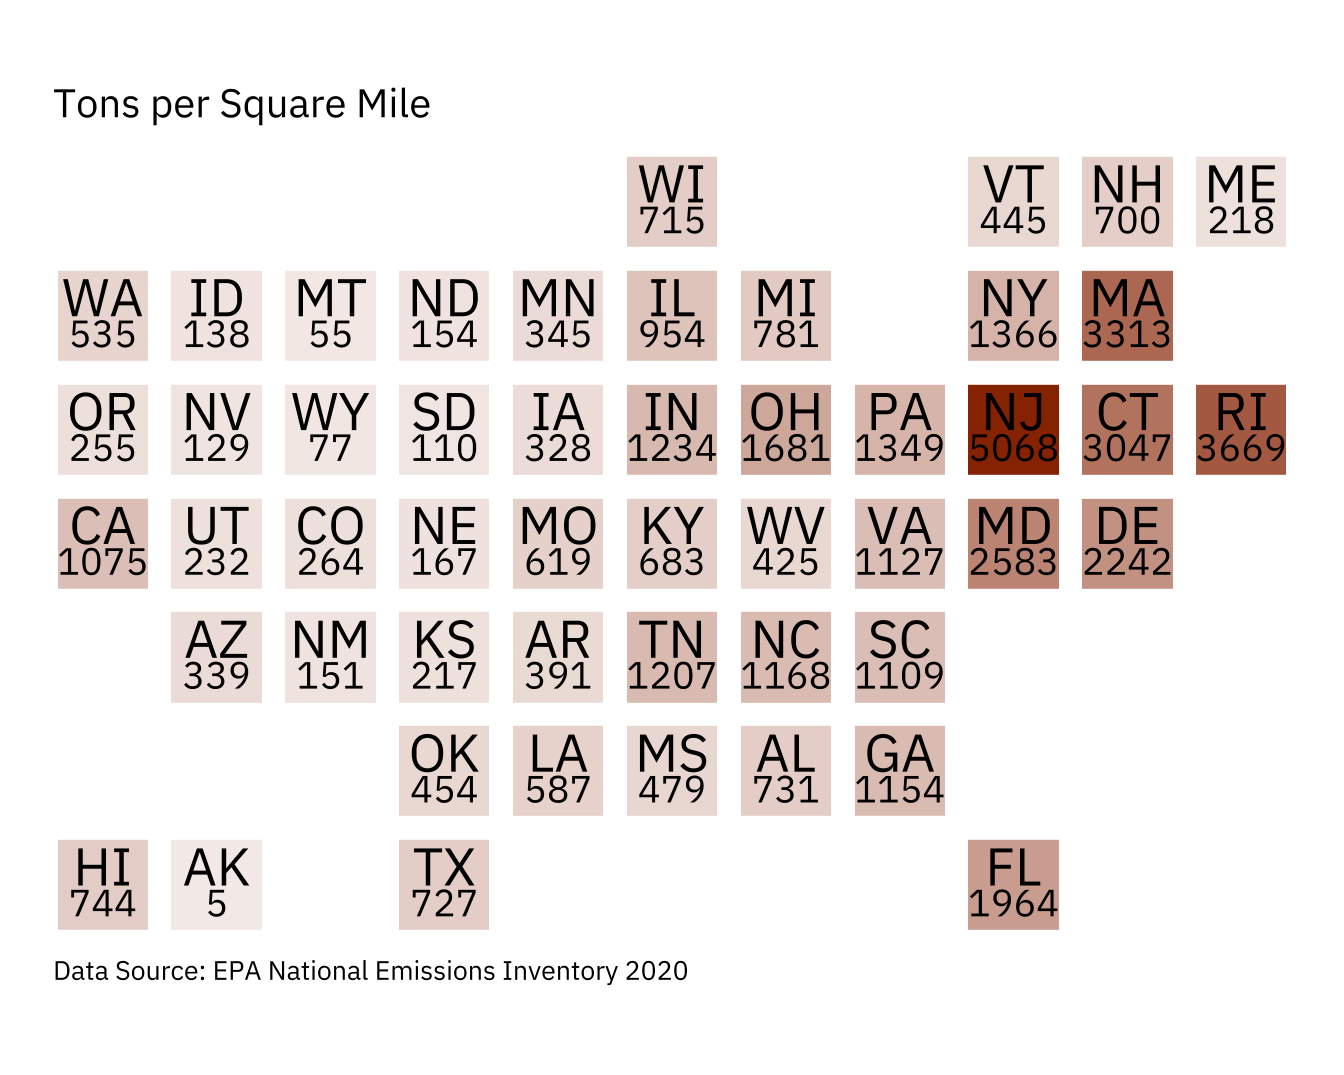 Tons per Square Mile
WI VT NH ME
715 445 700 218
WA ID MT ND MN IL MI NY MA
535 138 55 154 345 954 781 1366 3313
OR NV WY SD IA IN OH PA NJ CT RI
255 129 77 110 328 1234 1681 1349 5068 3047 3669
CA UT CO NE MO KY WV VA MD DE
1075 232 264 167 619 683 425 1127 2583 2242
AZ NM KS AR TN NC SC
339 151 217 391 1207 1168 1109
OK LA MS AL GA
454 587 479 731 1154
HI AK TX FL
744 5 727 1964
Data Source: EPA National Emissions Inventory 2020